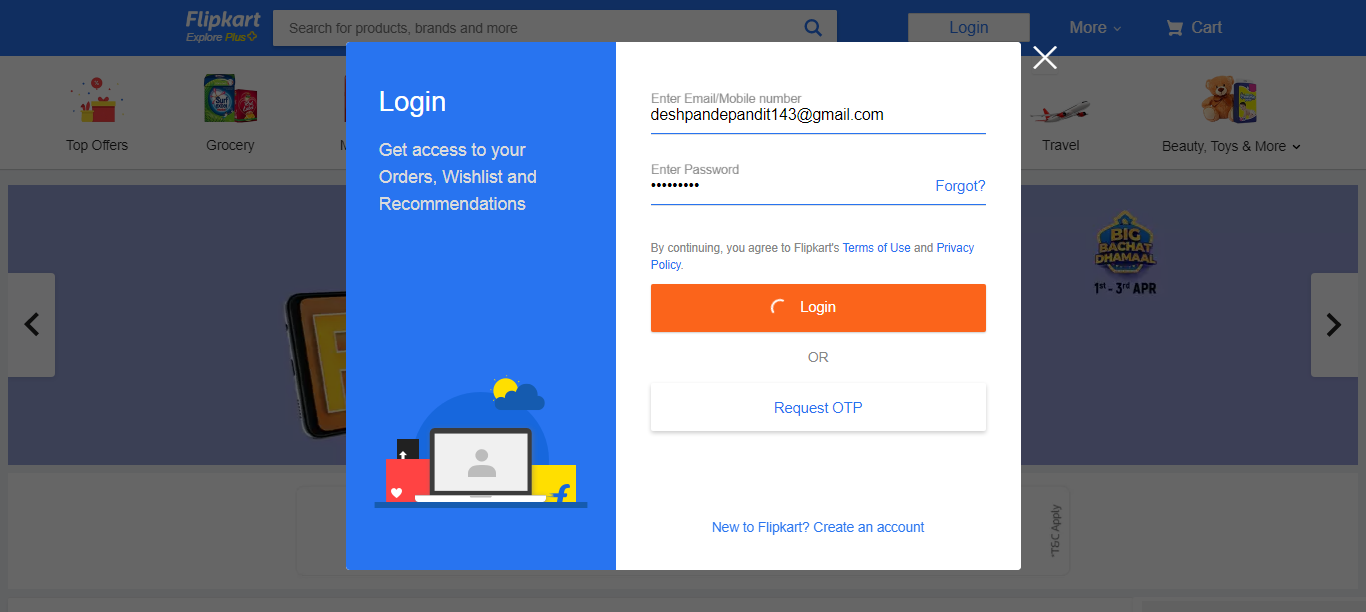 Flipkart
Explore Plus
Search for products, brands and more
Login
More
Cart
Top Offers
Grocery
M
Travel
Beauty, Toys & More
Login
Get access to your
Orders, Wishlist and
Recommendations
Enter Email/Mobile number
deshpandepandit143@gmail.com
Enter Password
•••••••••
Forgot?
By continuing, you agree to Flipkart's Terms of Use and Privacy
Policy.
Login
OR
Request OTP
New to Flipkart? Create an account
BIG
BACHAT
DHAMAAL
1st - 3rd APR
*T&C Apply